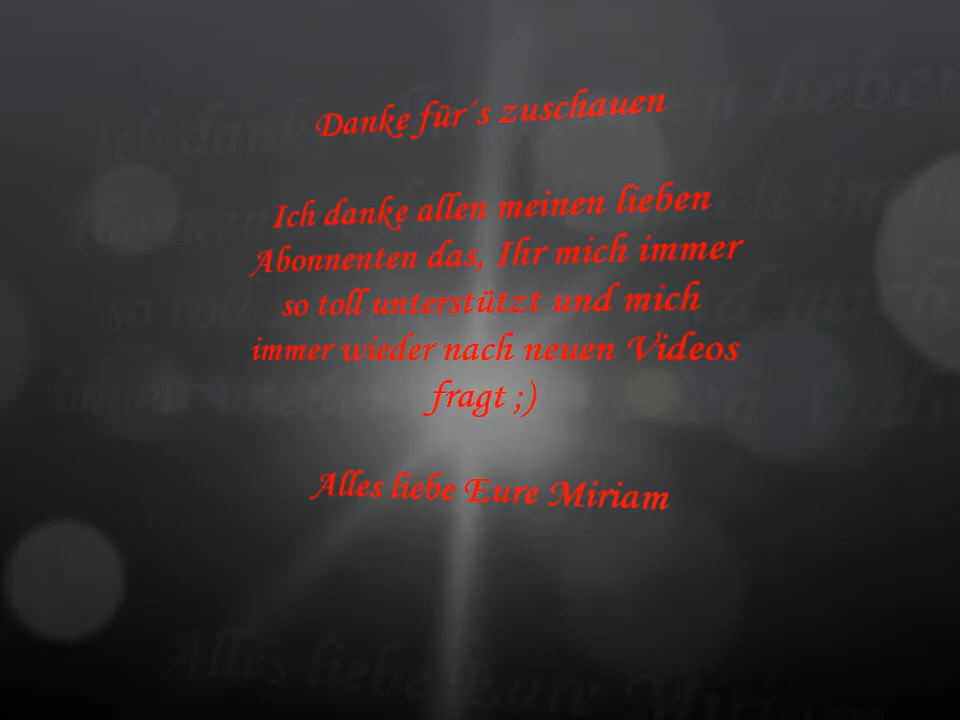 Danke für´s zuschauen
Ich danke allen meinen lieben
Abonnenten das, Ihr mich immer
so toll unterstützt und mich
immer wieder nach neuen Videos
fragt ;)
Alles liebe Eure Miriam